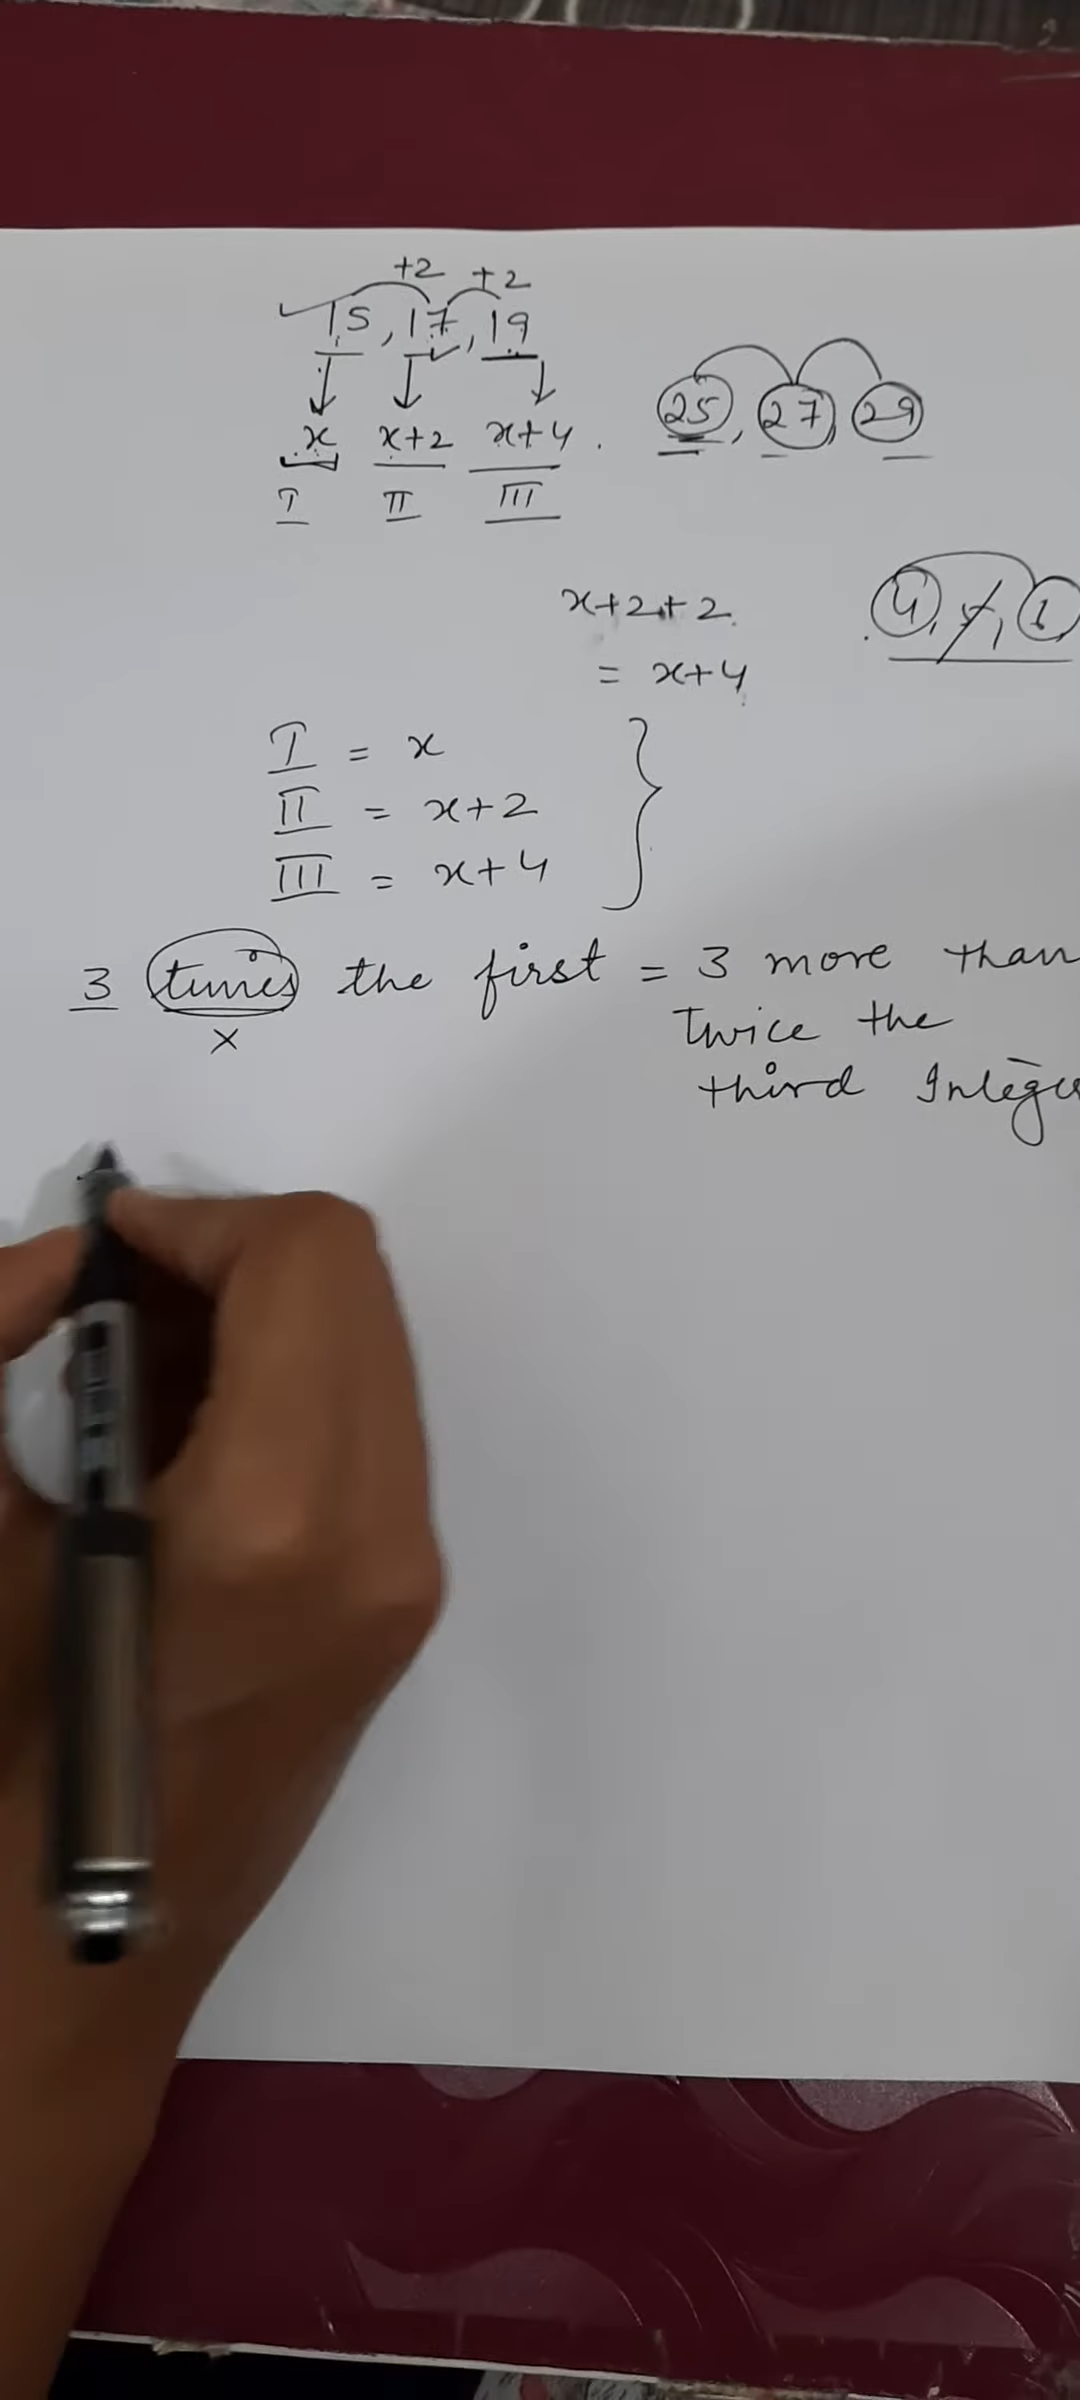 +2 +2
15, 17, 19
x x+2 x+4 .
I II III
25, 27, 29
x+2+2
= x+4
4,
I = x
II = x+2
III = x+4
3 times the first = 3 more than
x
twice the
third